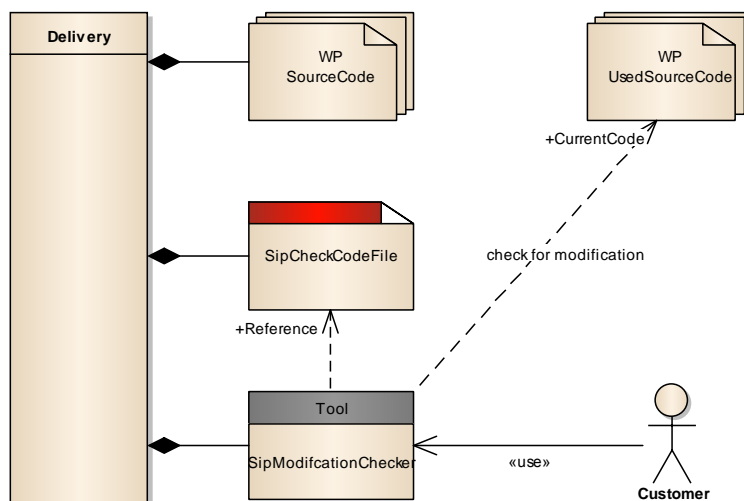 Delivery
WP
SourceCode
WP
UsedSourceCode
+CurrentCode
SipCheckCodeFile
check for modification
+Reference
Tool
SipModifcationChecker
«use»
Customer